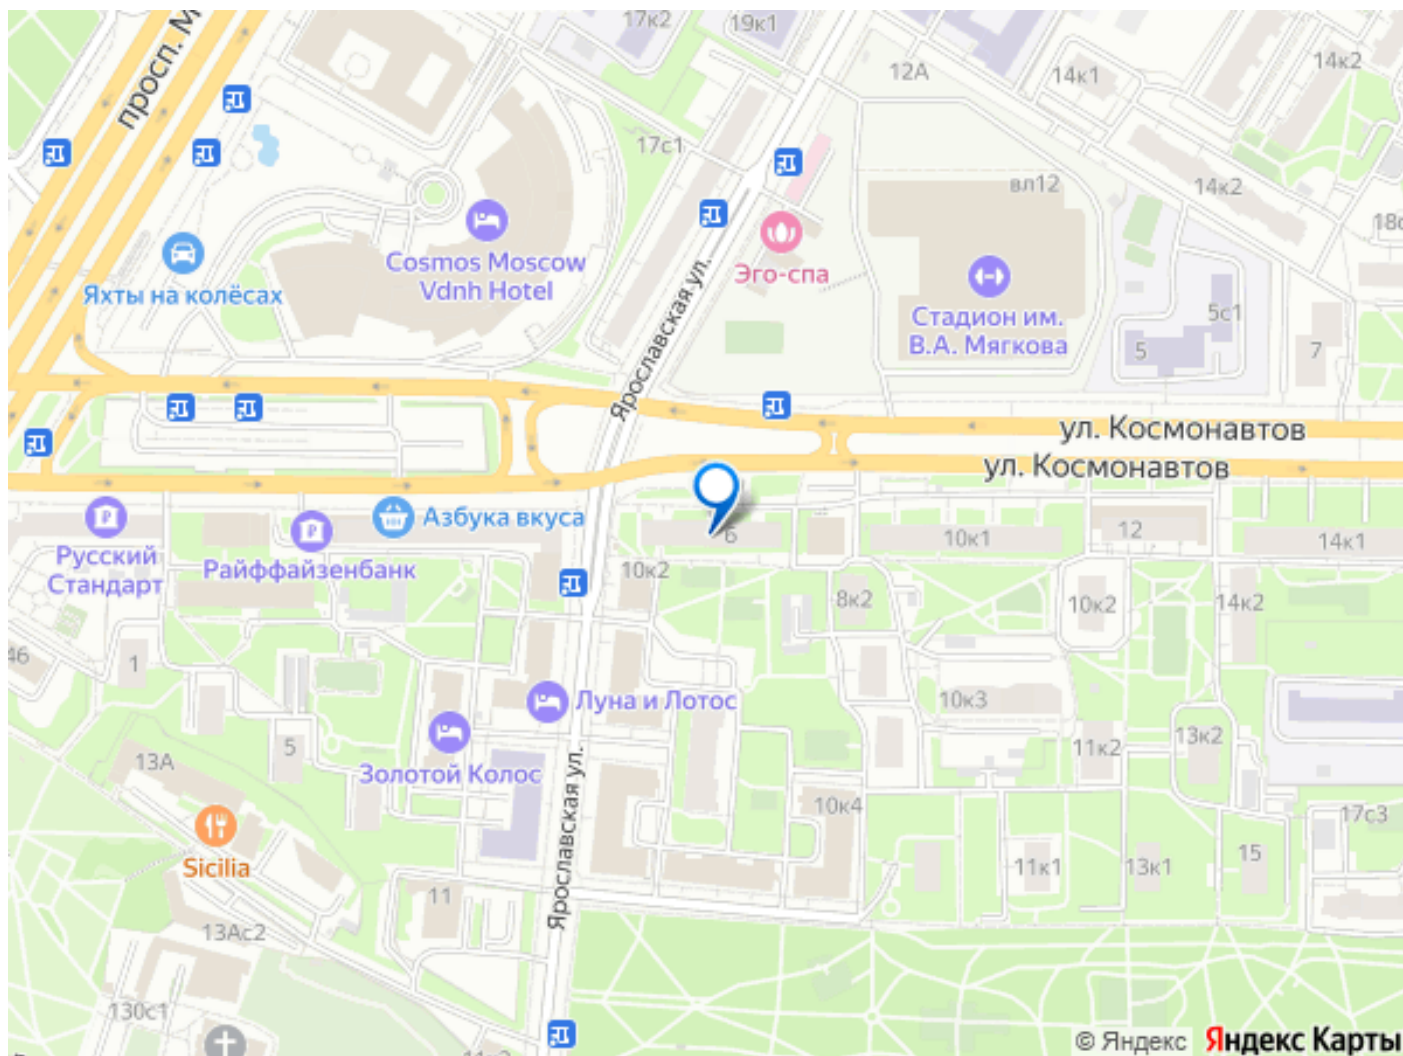 17к2
19к1
просп. М
12А
14к1
14к2
17с1
вл12
14к2
18с
Cosmos Moscow
Vdnh Hotel
Эго-спа
Яхты на колёсах
Ярославская ул.
Стадион им.
В.А. Мягкова
5с1
5
7
ул. Космонавтов
ул. Космонавтов
Азбука вкуса
Русский
Стандарт
Райффайзенбанк
6
10к1
12
14к1
10к2
8к2
10к2
14к2
46
1
Луна и Лотос
10к3
Золотой Колос
5
13А
11к2
13к2
Ярославская ул.
10к4
17с3
Sicilia
11к1
13к1
15
11
13Ас2
130с1
© Яндекс
Яндекс Карты